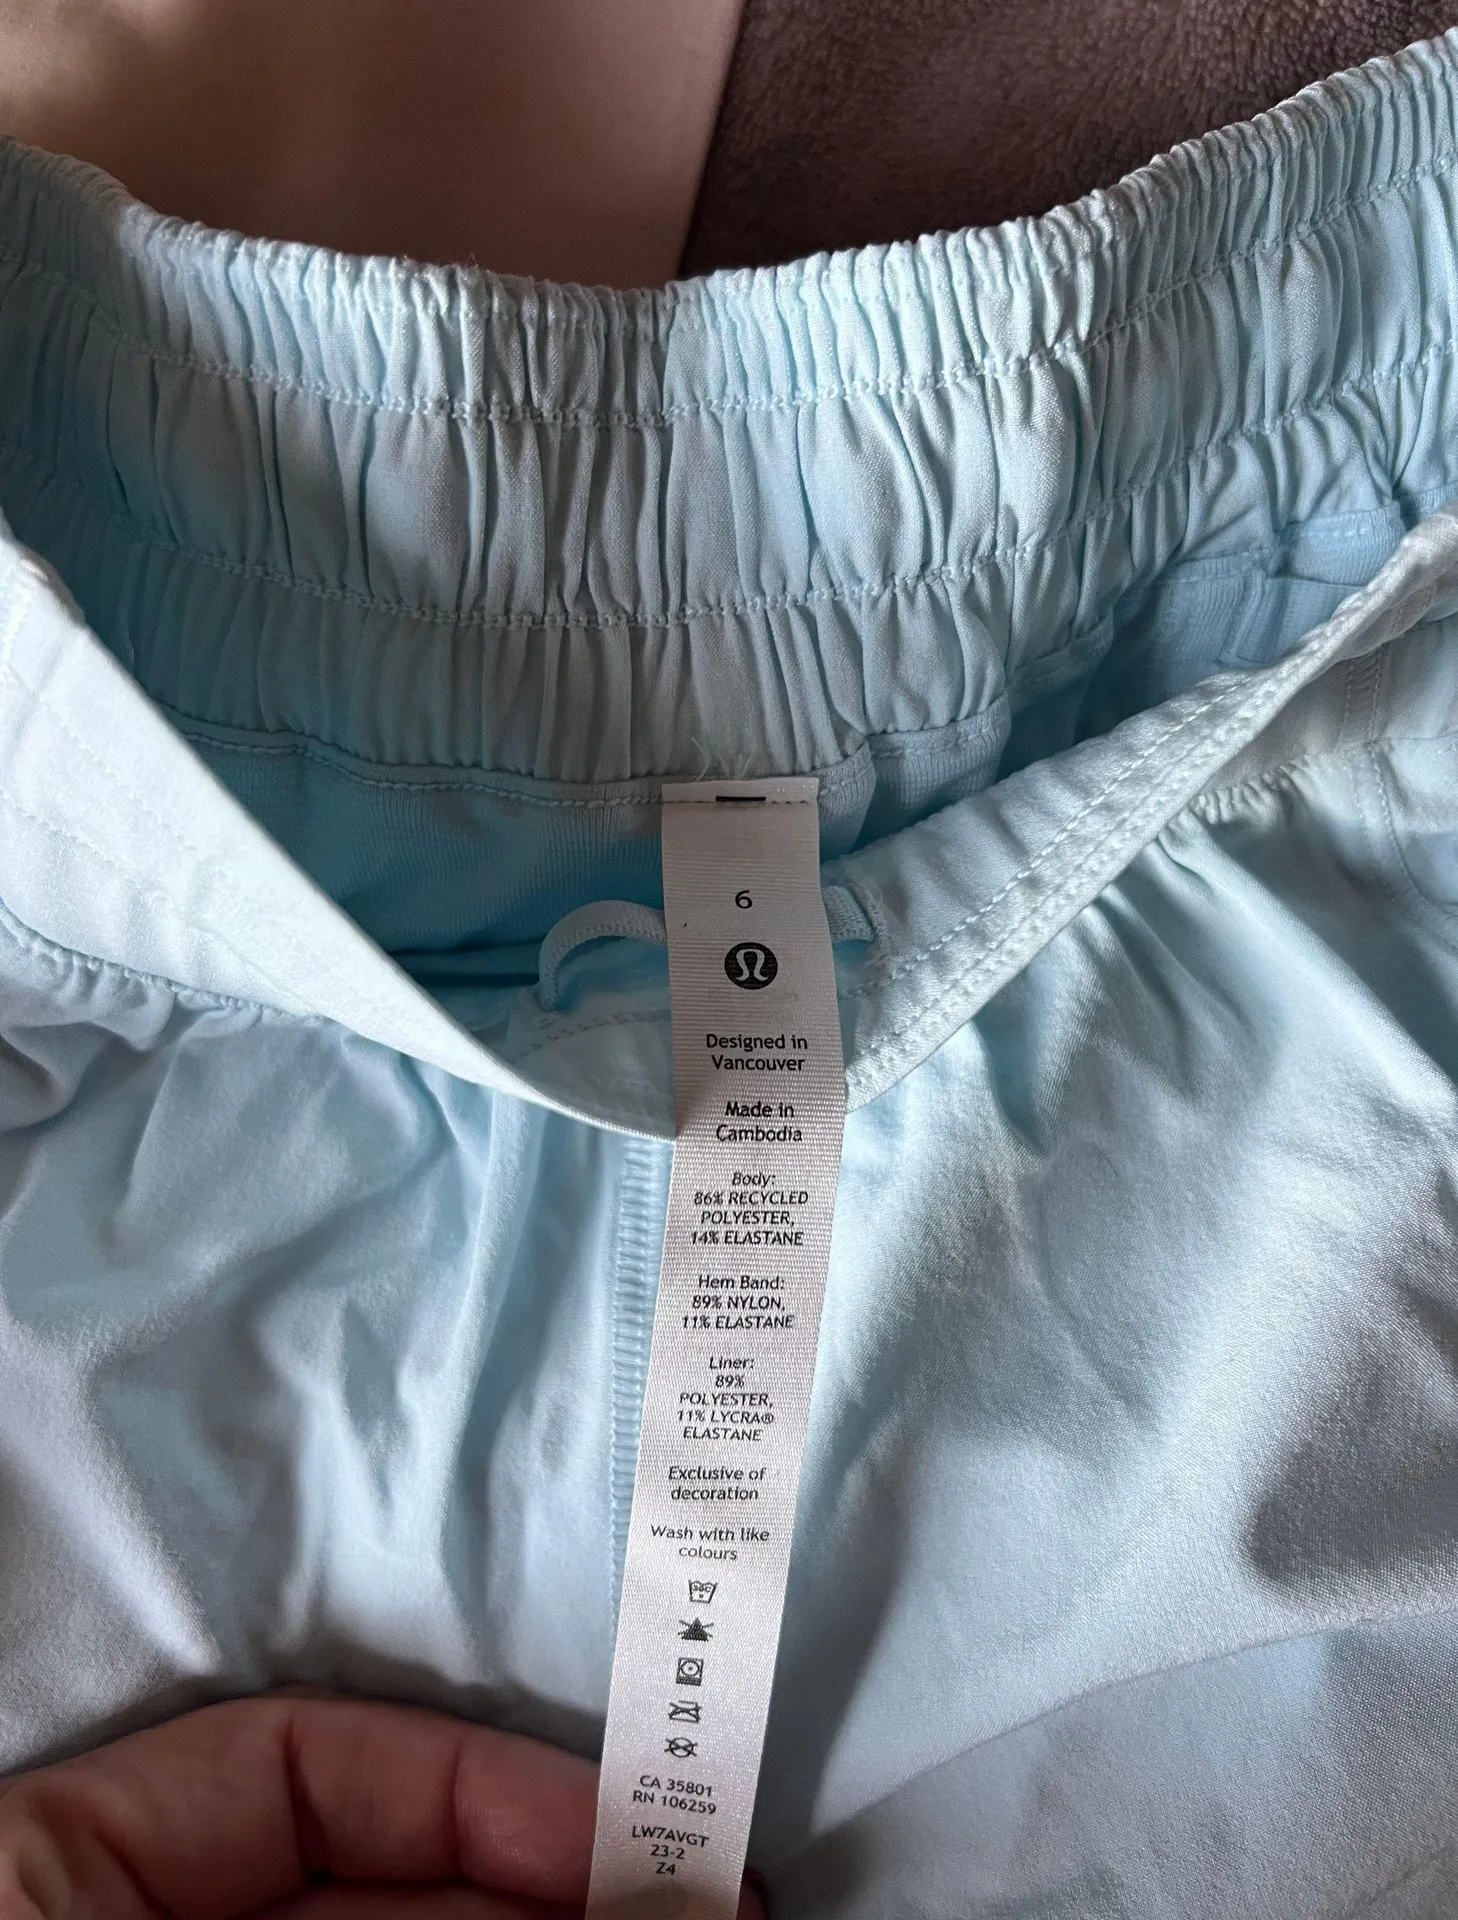 6
Designed in
Vancouver
Made in
Cambodia
Body:
86% RECYCLED
POLYESTER,
14% ELASTANE
Hem Band:
89% NYLON,
11% ELASTANE
Liner:
89%
POLYESTER,
11% LYCRA®
ELASTANE
Exclusive of
decoration
Wash with like
colours
CA 35801
RN 106259
LW7AVGT
23-2
Z4